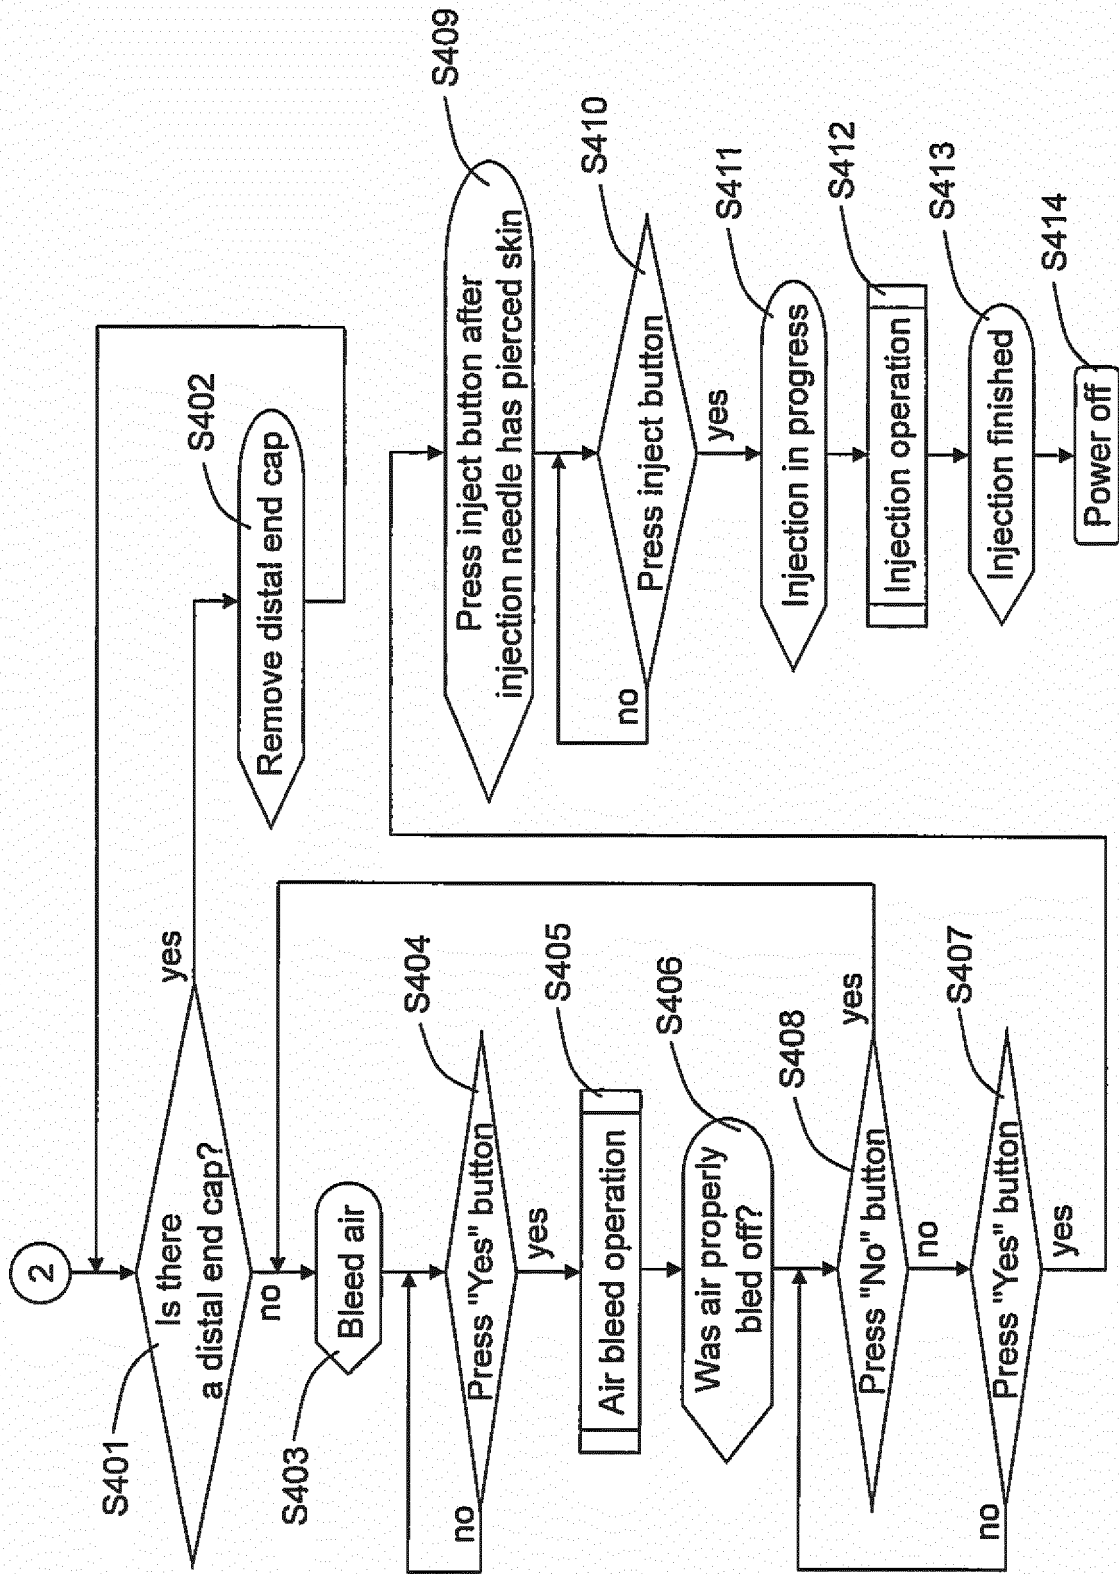 2
S401
Is there
a distal end cap?
yes
no
S402
Remove distal end cap
S403
Bleed air
S404
Press "Yes" button
no
yes
S405
Air bleed operation
S406
Was air properly
bled off?
S408
Press "No" button
yes
no
S407
Press "Yes" button
no
yes
S409
Press inject button after
injection needle has pierced skin
S410
Press inject button
no
yes
S411
Injection in progress
S412
Injection operation
S413
Injection finished
S414
Power off